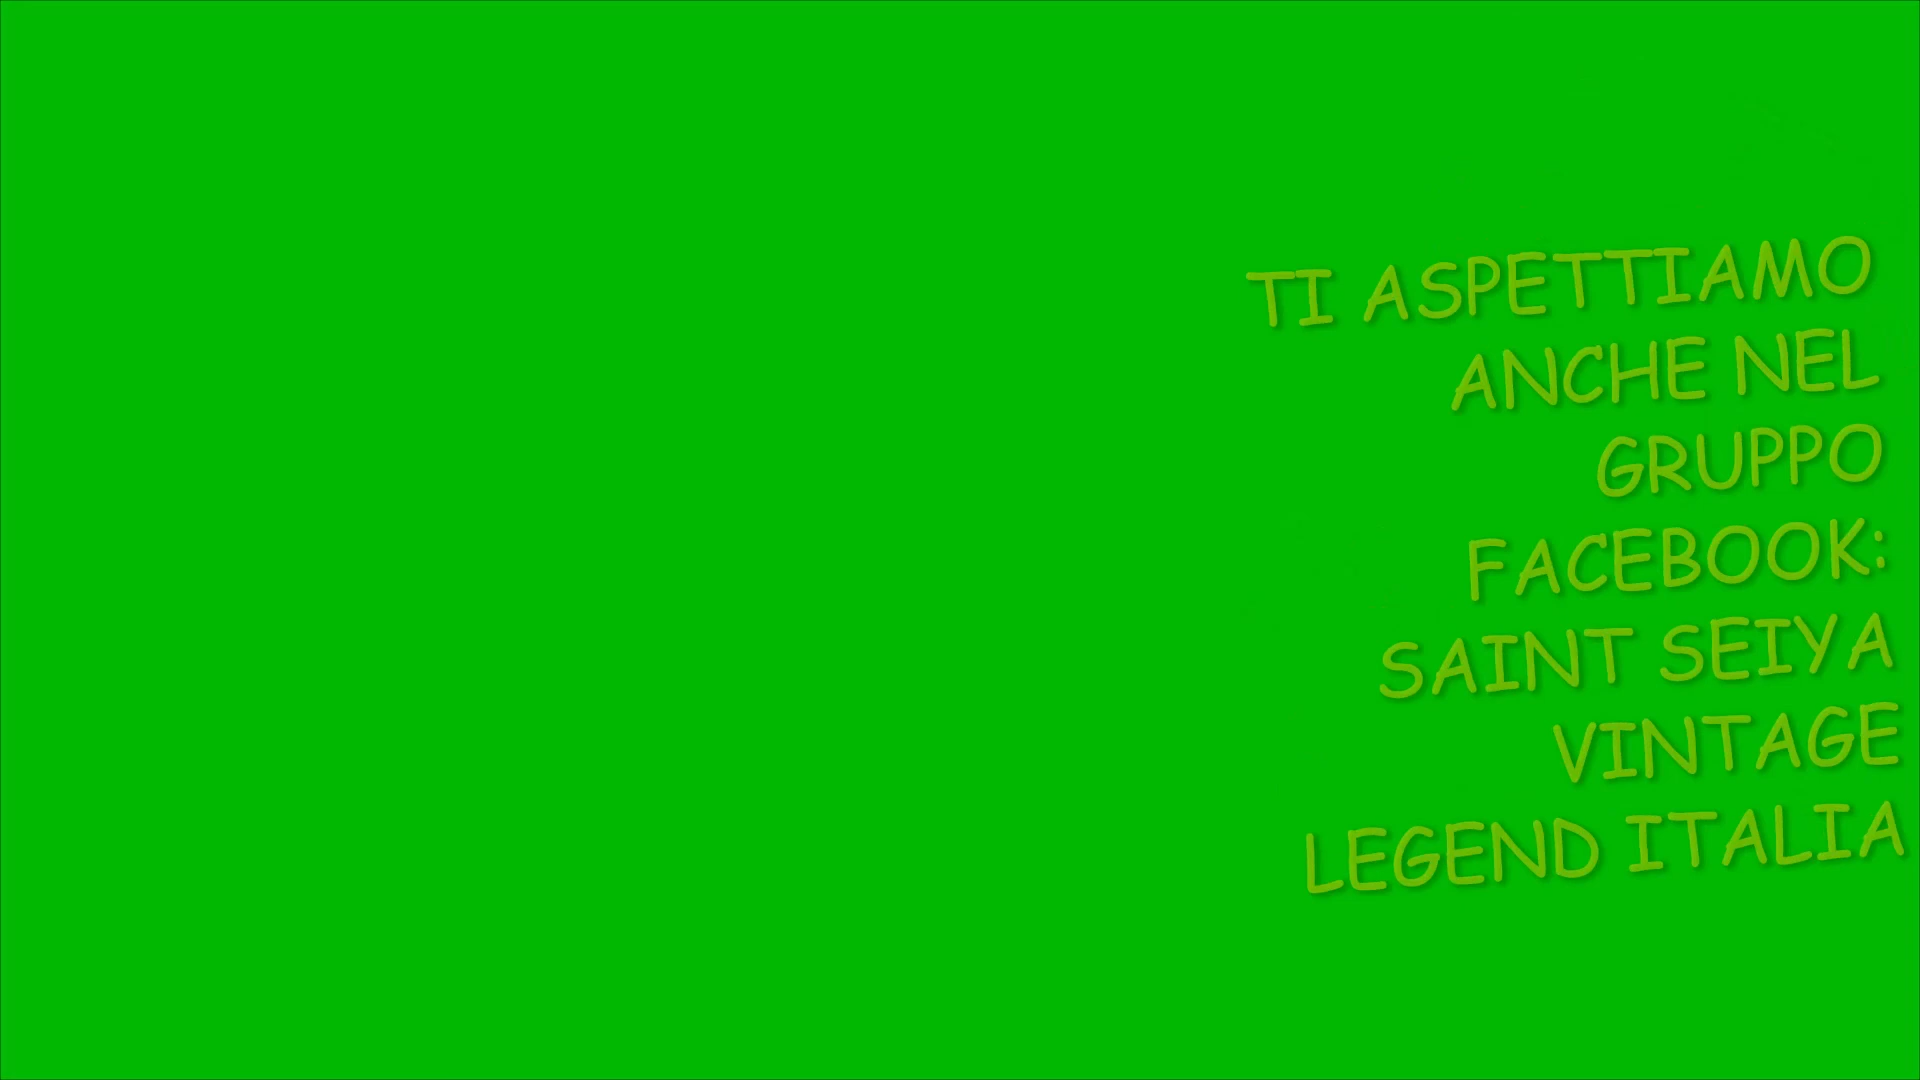 TI ASPETTIAMO
ANCHE NEL
GRUPPO
FACEBOOK:
SAINT SEIYA
VINTAGE
LEGEND ITALIA